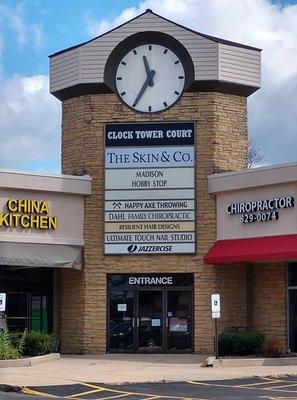 CLOCK TOWER COURT
THE SKIN & CO.
MADISON
HOBBY STOP
HAPPY AXE THROWING
DAHL FAMILY CHIROPRACTIC
RESILIENT HAIR DESIGNS
ULTIMATE TOUCH NAIL STUDIO
JAZZERCISE
ENTRANCE
CHINA
KITCHEN
CHIROPRACTOR
829-0074